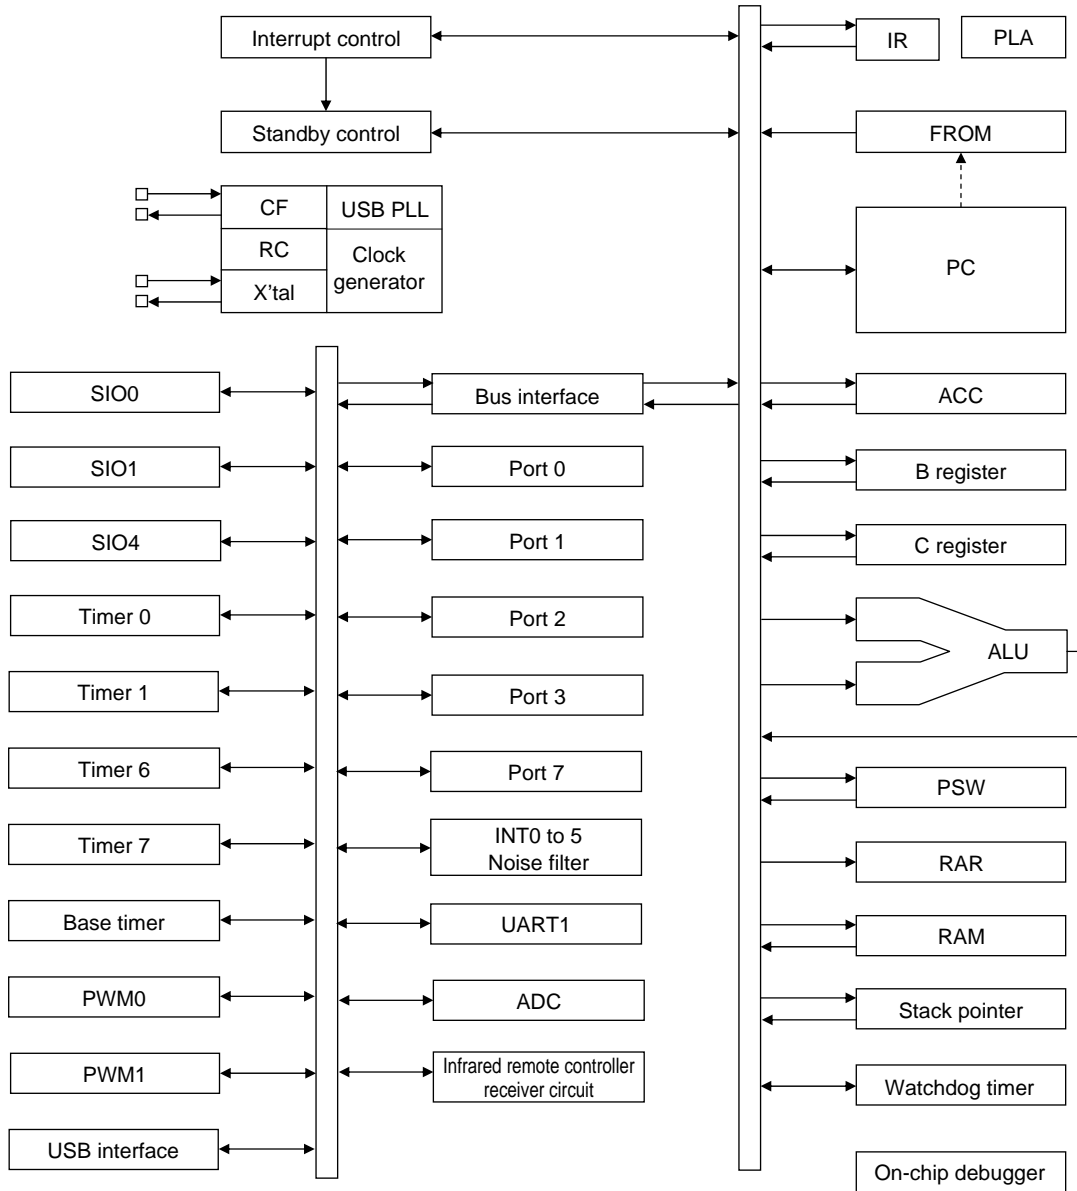 Interrupt control
IR
PLA
Standby control
FROM
CF
USB PLL
RC
Clock
generator
X'tal
PC
SIO0
Bus interface
ACC
SIO1
Port 0
B register
SIO4
Port 1
C register
Timer 0
Port 2
ALU
Timer 1
Port 3
Timer 6
Port 7
PSW
Timer 7
INT0 to 5
Noise filter
RAR
Base timer
UART1
RAM
PWM0
ADC
Stack pointer
PWM1
Infrared remote controller
receiver circuit
Watchdog timer
USB interface
On-chip debugger